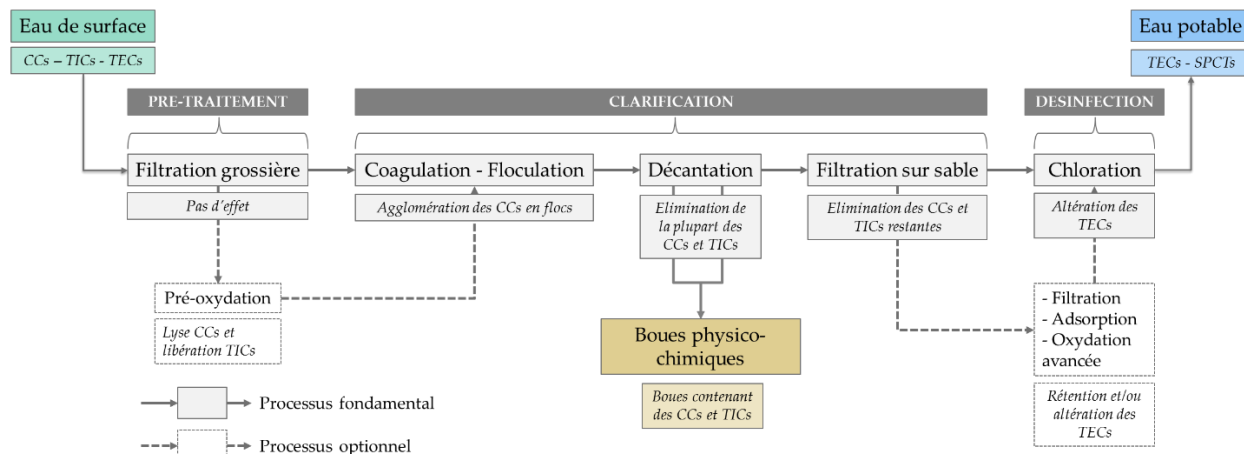 Eau de surface
CCs – TICs - TECs
Eau potable
TECs - SPCTs
PRE-TRAITEMENT
CLARIFICATION
DESINFECTION
Filtration grossière
Coagulation - Floculation
Décantation
Filtration sur sable
Chloration
Pas d'effet
Agglomération des CCs en flocs
Elimination de
la plupart des
CCs et TICs
Elimination des CCs et
TICs restantes
Altération des
TECs
Pré-oxydation
Lyse CCs et
libération TICs
Boues physico-
chimiques
Boues contenant
des CCs et TICs
- Filtration
- Adsorption
- Oxydation
avancée
Rétention et/ou
altération des
TECs
Processus fondamental
Processus optionnel